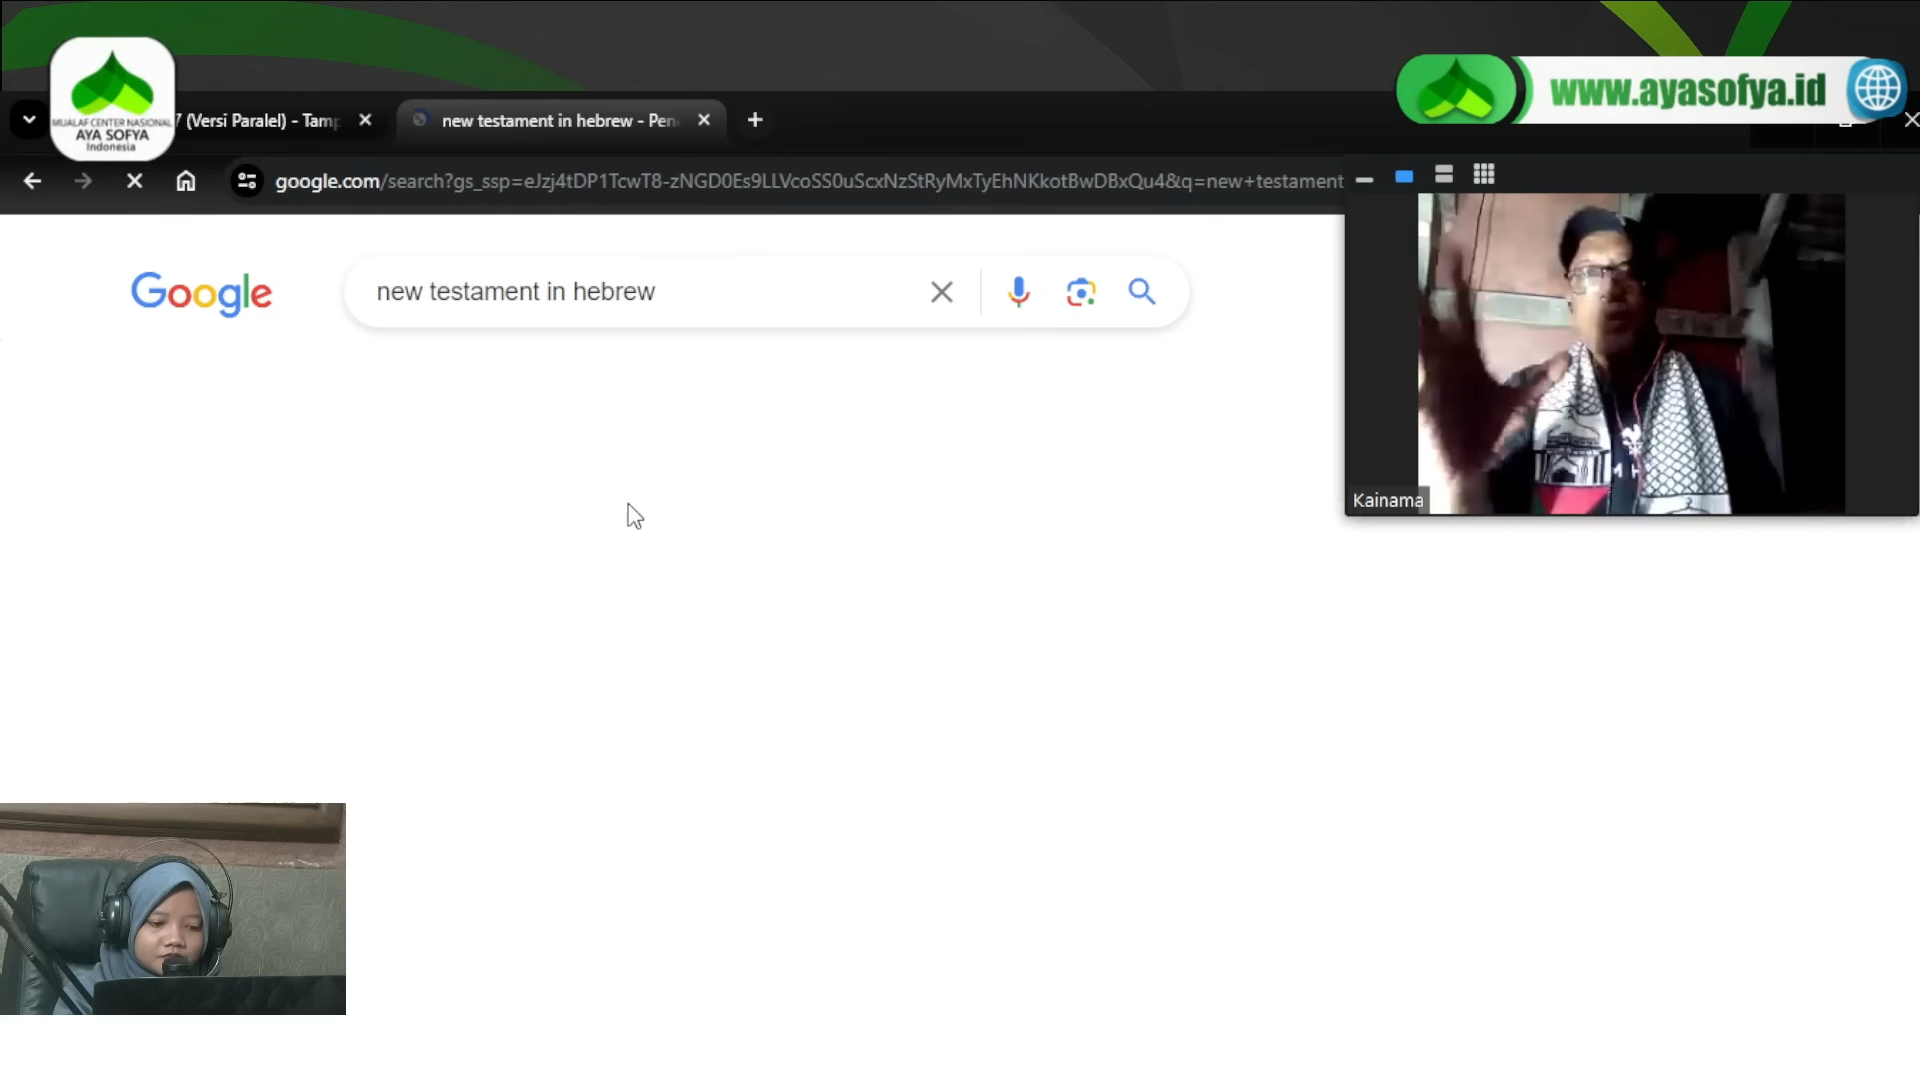 www.ayasofya.id
MUALAF CENTER NASIONAL
AYA SOFYA
Indonesia
7 (Versi Paralel) - Tamp
new testament in hebrew - Pen
google.com/search?gs_ssp=eJzj4tDP1TcwT8-zNGD0Es9LLVcoSS0uScxNzStRyMxTyEhNKkotBwDBxQu4&q=new+testament
Google
new testament in hebrew
Kainama